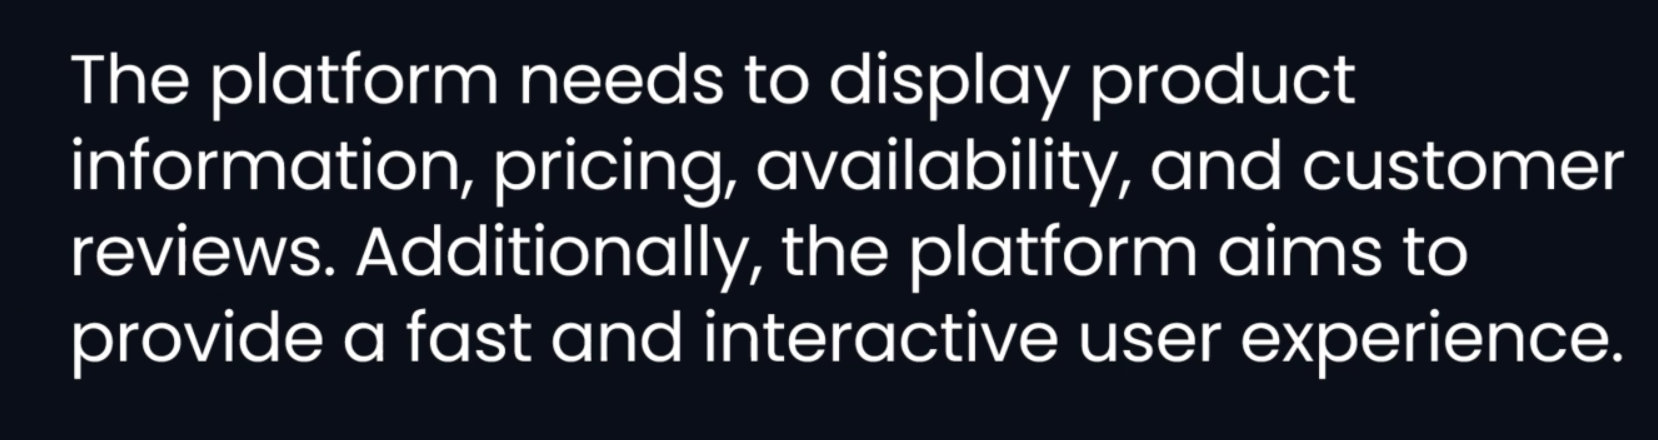 The platform needs to display product
information, pricing, availability, and customer
reviews. Additionally, the platform aims to
provide a fast and interactive user experience.